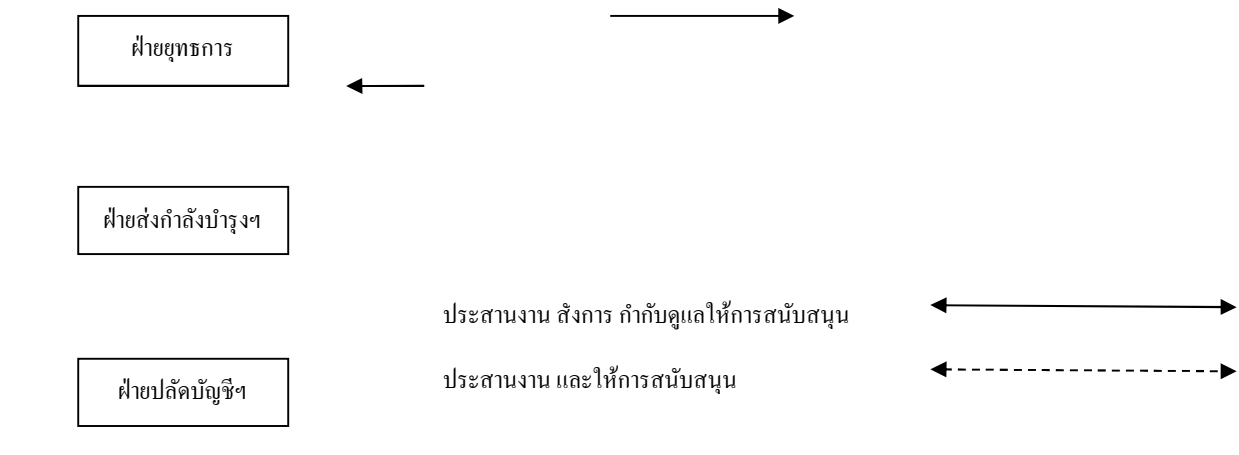 ฝ่ายยุทธการ
ฝ่ายส่งกำลังบำรุงฯ
ประสานงาน สังการ กำกับดูแลให้การสนับสนุน
ประสานงาน และให้การสนับสนุน
ฝ่ายปลัดบัญชีฯ